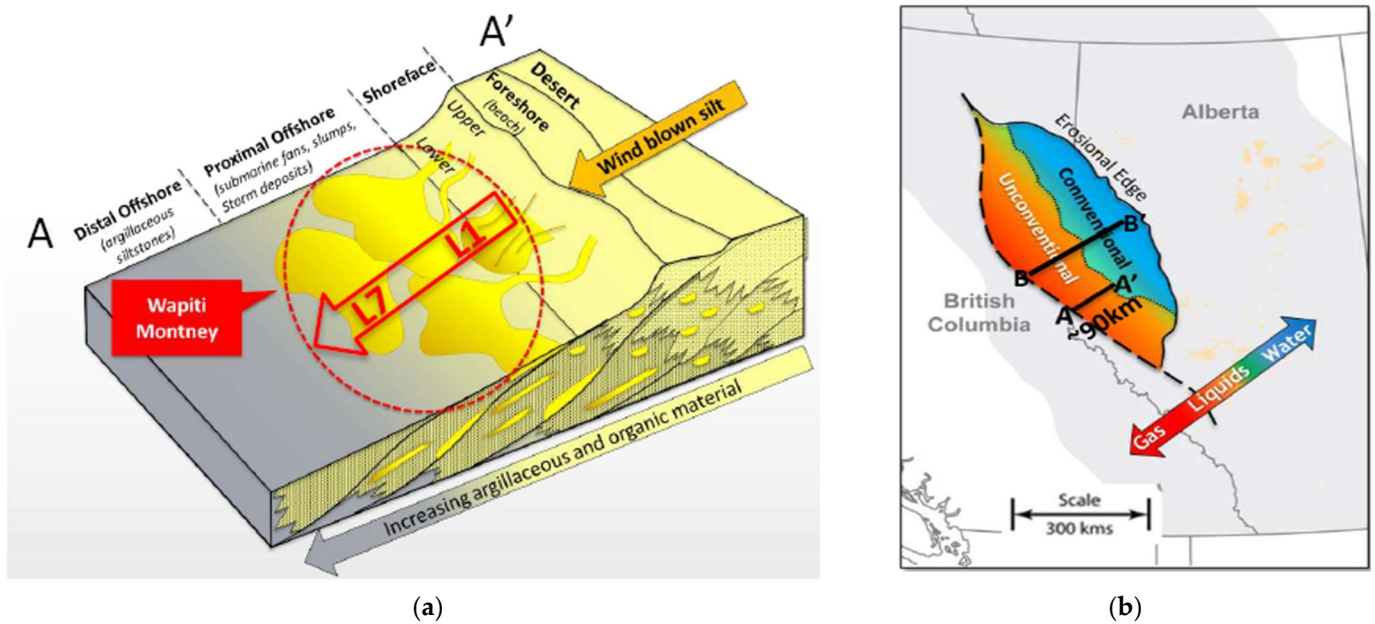 A
A'
Distal Offshore
(argillaceous
siltstones)
Proximal Offshore
(submarine fans, slumps,
Storm deposits)
Shoreface
Lower
Upper
Foreshore
(beach)
Desert
Wind blown silt
L1
L7
Wapiti
Montney
Increasing argillaceous and organic material
(a)
Alberta
Erosional Edge
Connventional
Unconventional
B'
B
A'
A
~90km
British
Columbia
Water
Liquids
Gas
Scale
300 kms
(b)